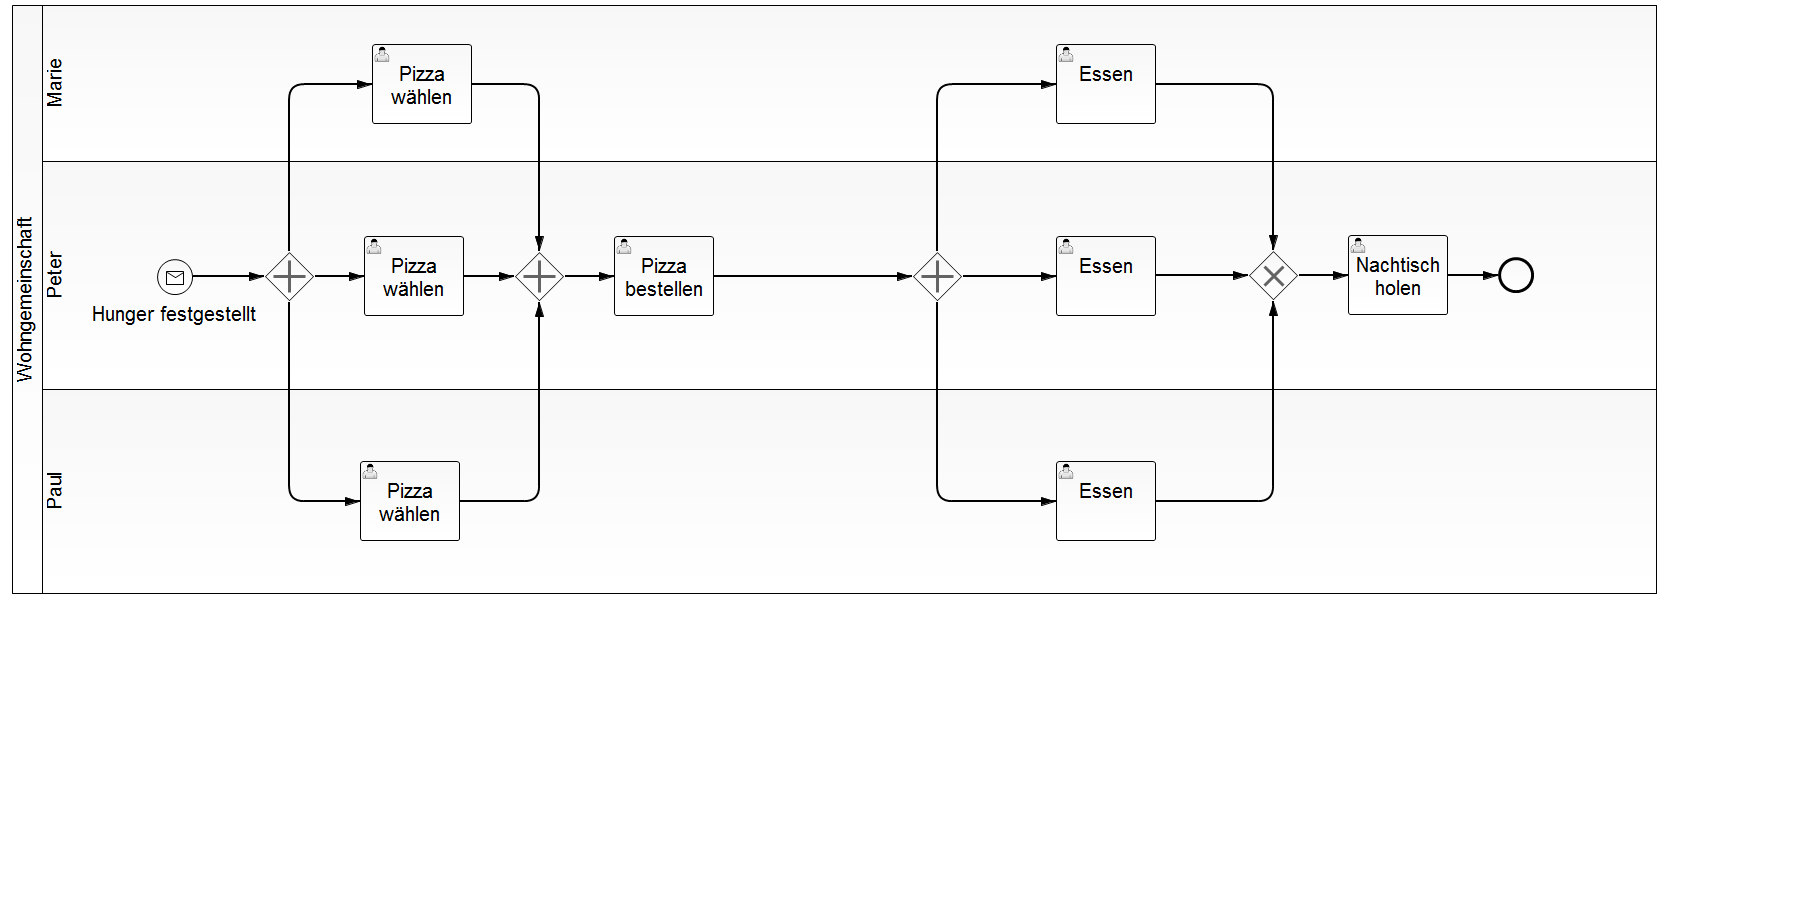 Wohngemeinschaft
Marie
Pizza
wählen
Essen
Peter
Hunger festgestellt
Pizza
wählen
Pizza
bestellen
Essen
Nachtisch
holen
Paul
Pizza
wählen
Essen